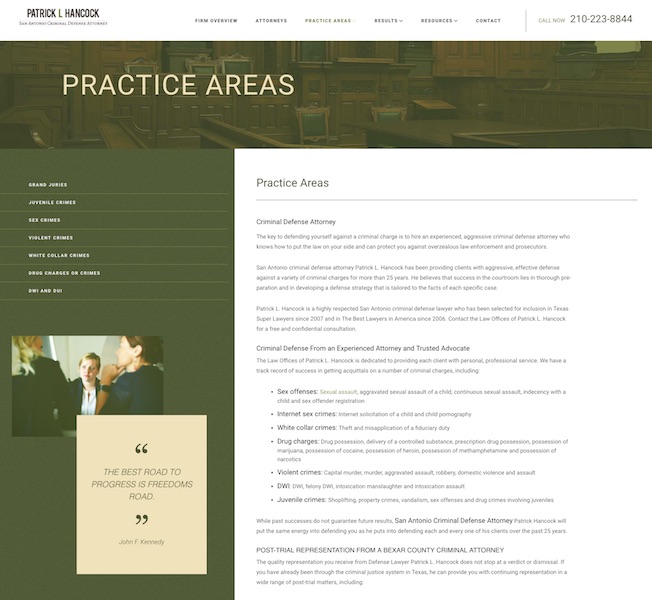 PATRICK L HANCOCK
SAN ANTONIO CRIMINAL DEFENSE ATTORNEY
FIRM OVERVIEW
ATTORNEYS
PRACTICE AREAS
RESULTS
RESOURCES
CONTACT
CALL NOW 210-223-8844
PRACTICE AREAS
GRAND JURIES
JUVENILE CRIMES
SEX CRIMES
VIOLENT CRIMES
WHITE COLLAR CRIMES
DRUG CHARGES OR CRIMES
DWI AND DUI
“
THE BEST ROAD TO
PROGRESS IS FREEDOMS
ROAD.
”
John F. Kennedy
Practice Areas
Criminal Defense Attorney
The key to defending yourself against a criminal charge is to hire an experienced, aggressive criminal defense attorney who
knows how to put the law on your side and can protect you against overzealous law enforcement and prosecutors.
San Antonio criminal defense attorney Patrick L. Hancock has been providing clients with aggressive, effective defense
against a variety of criminal charges for more than 25 years. He believes that success in the courtroom lies in thorough pre-
paration and in developing a defense strategy that is tailored to the facts of each specific case.
Patrick L. Hancock is a highly respected San Antonio criminal defense lawyer who has been selected for inclusion in Texas
Super Lawyers since 2007 and in The Best Lawyers in America since 2006. Contact the Law Offices of Patrick L. Hancock
for a free and confidential consultation.
Criminal Defense From an Experienced Attorney and Trusted Advocate
The Law Offices of Patrick L. Hancock is dedicated to providing each client with personal, professional service. We have a
track record of success in getting acquittals on a number of criminal charges, including:
• Sex offenses: Sexual assault, aggravated sexual assault of a child, continuous sexual assault, indecency with a
child and sex offender registration
• Internet sex crimes: Internet solicitation of a child and child pornography
• White collar crimes: Theft and misapplication of a fiduciary duty
• Drug charges: Drug possession, delivery of a controlled substance, prescription drug possession, possession of
marijuana, possession of cocaine, possession of heroin, possession of methamphetamine and possession of
narcotics
• Violent crimes: Capital murder, murder, aggravated assault, robbery, domestic violence and assault
• DWI: DWI, felony DWI, intoxication manslaughter and intoxication assault
• Juvenile crimes: Shoplifting, property crimes, vandalism, sex offenses and drug crimes involving juveniles
While past successes do not guarantee future results, San Antonio Criminal Defense Attorney Patrick Hancock will
put the same energy into defending you as he puts into defending each and every one of his clients over the past 25 years.
POST-TRIAL REPRESENTATION FROM A BEXAR COUNTY CRIMINAL ATTORNEY
The quality representation you receive from Defense Lawyer Patrick L. Hancock does not stop at a verdict or dismissal. If
you have already been through the criminal justice system in Texas, he can provide you with continuing representation in a
wide range of post-trial matters, including: